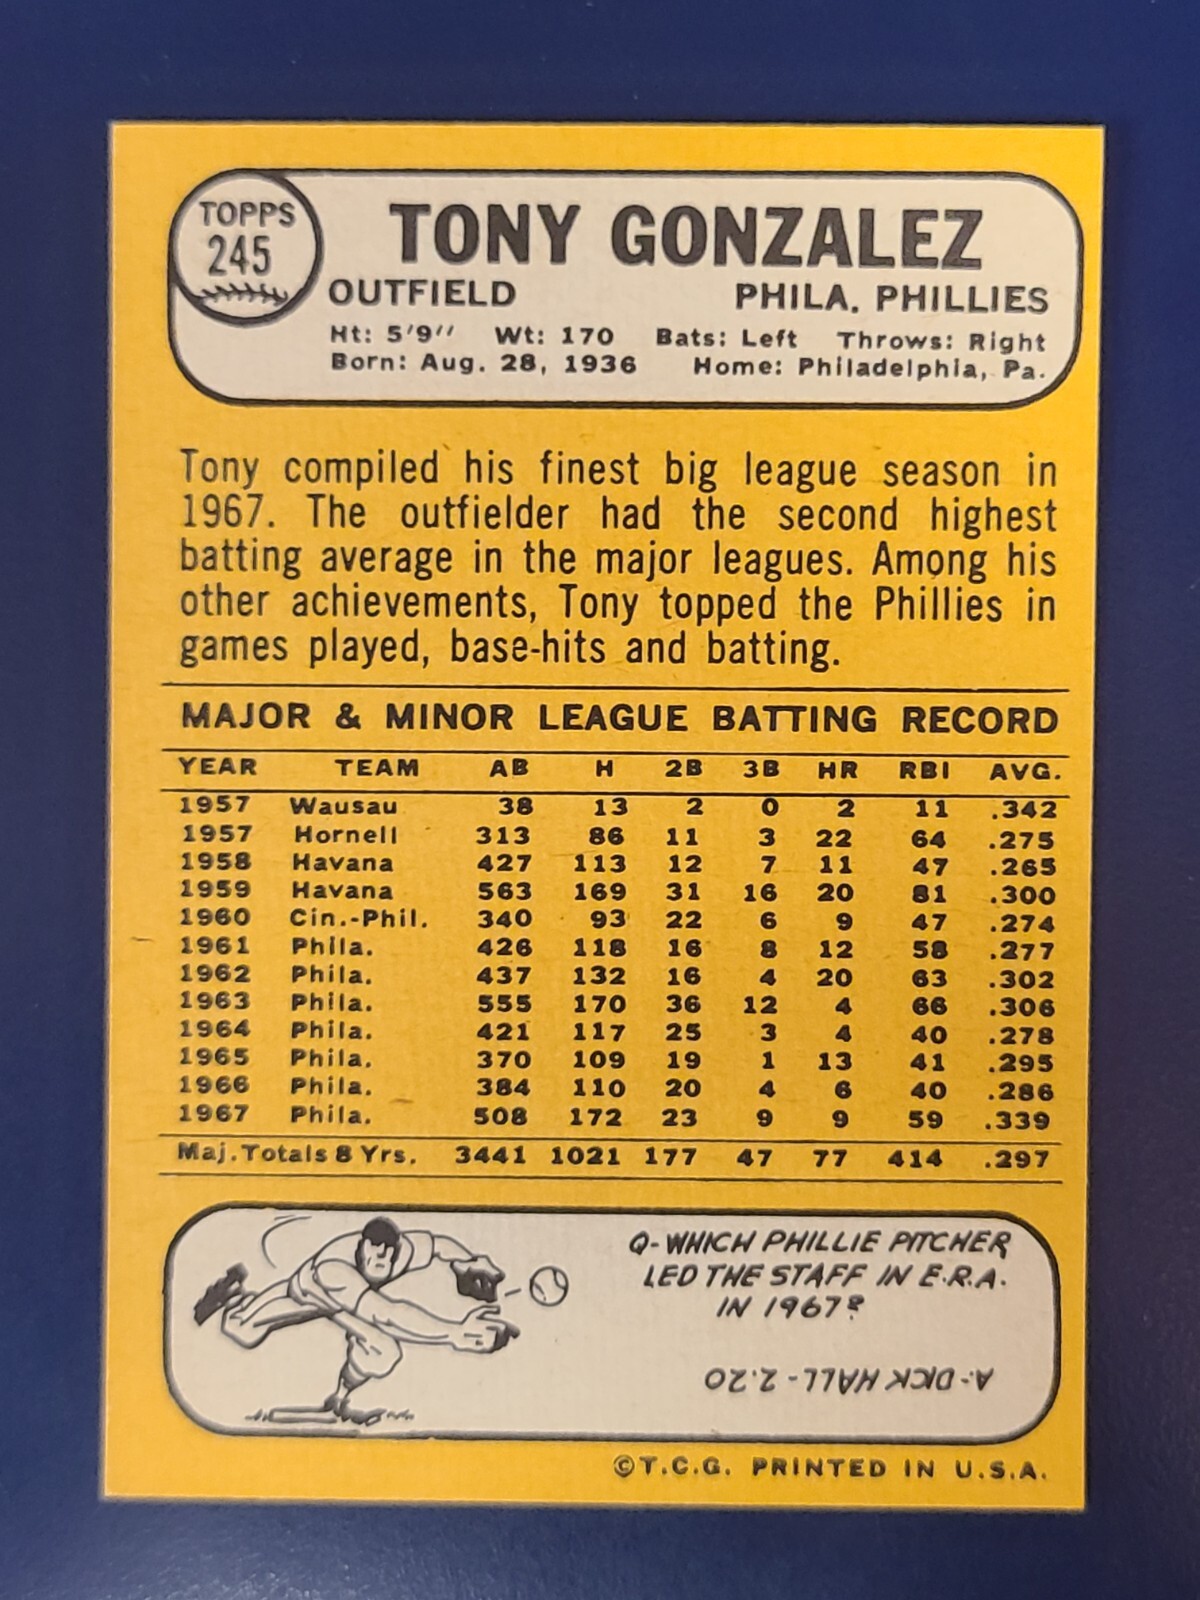 TOPPS
245
TONY GONZALEZ
OUTFIELD PHILA. PHILLIES
Ht: 5'9" Wt: 170 Bats: Left Throws: Right
Born: Aug. 28, 1936 Home: Philadelphia, Pa.
Tony compiled his finest big league season in
1967. The outfielder had the second highest
batting average in the major leagues. Among his
other achievements, Tony topped the Phillies in
games played, base-hits and batting.
MAJOR & MINOR LEAGUE BATTING RECORD
YEAR TEAM AB H 2B 3B HR RBI AVG.
1957 Wausau 38 13 2 0 2 11 .342
1957 Hornell 313 86 11 3 22 64 .275
1958 Havana 427 113 12 7 11 47 .265
1959 Havana 563 169 31 16 20 81 .300
1960 Cin.-Phil. 340 93 22 6 9 47 .274
1961 Phila. 426 118 16 8 12 58 .277
1962 Phila. 437 132 16 4 20 63 .302
1963 Phila. 555 170 36 12 4 66 .306
1964 Phila. 421 117 25 3 4 40 .278
1965 Phila. 370 109 19 1 13 41 .295
1966 Phila. 384 110 20 4 6 40 .286
1967 Phila. 508 172 23 9 9 59 .339
Maj. Totals 8 Yrs. 3441 1021 177 47 77 414 .297
Q-WHICH PHILLIE PITCHER
LED THE STAFF IN E.R.A.
IN 1967?
A:-DICK HALL - 2.20
©T.C.G. PRINTED IN U.S.A.